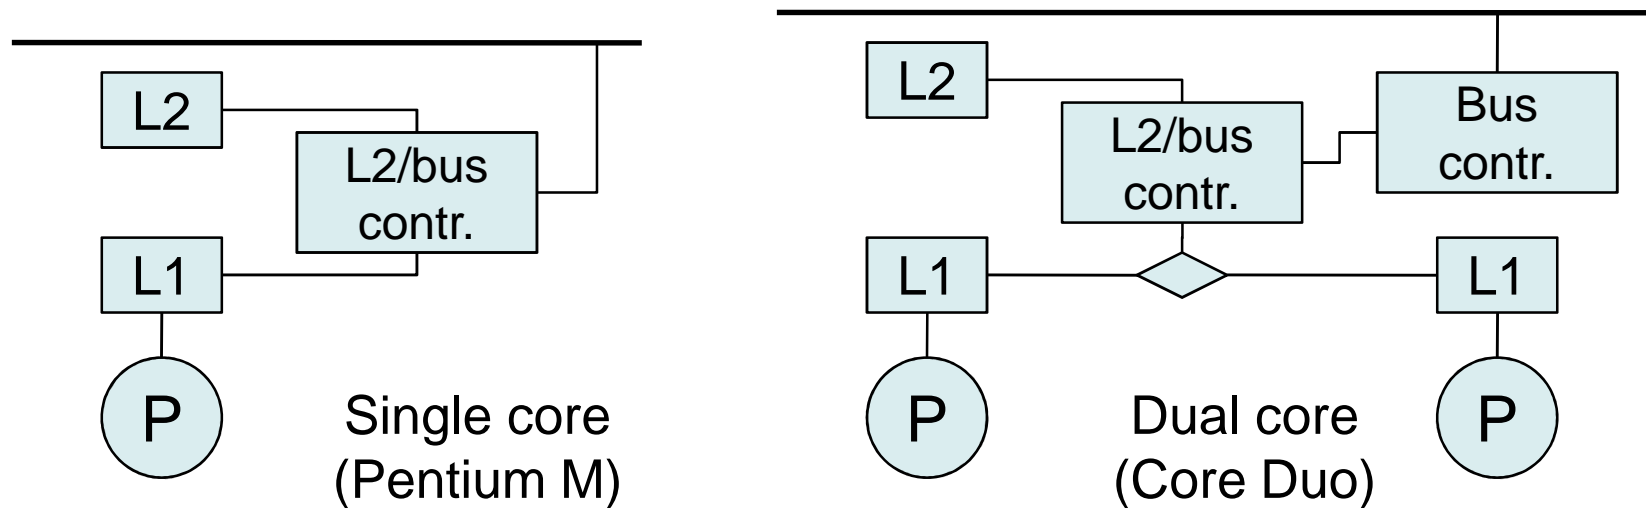 L2
L2/bus
contr.
L1
P
Single core
(Pentium M)
L2
L2/bus
contr.
Bus
contr.
L1
L1
P
Dual core
(Core Duo)
P